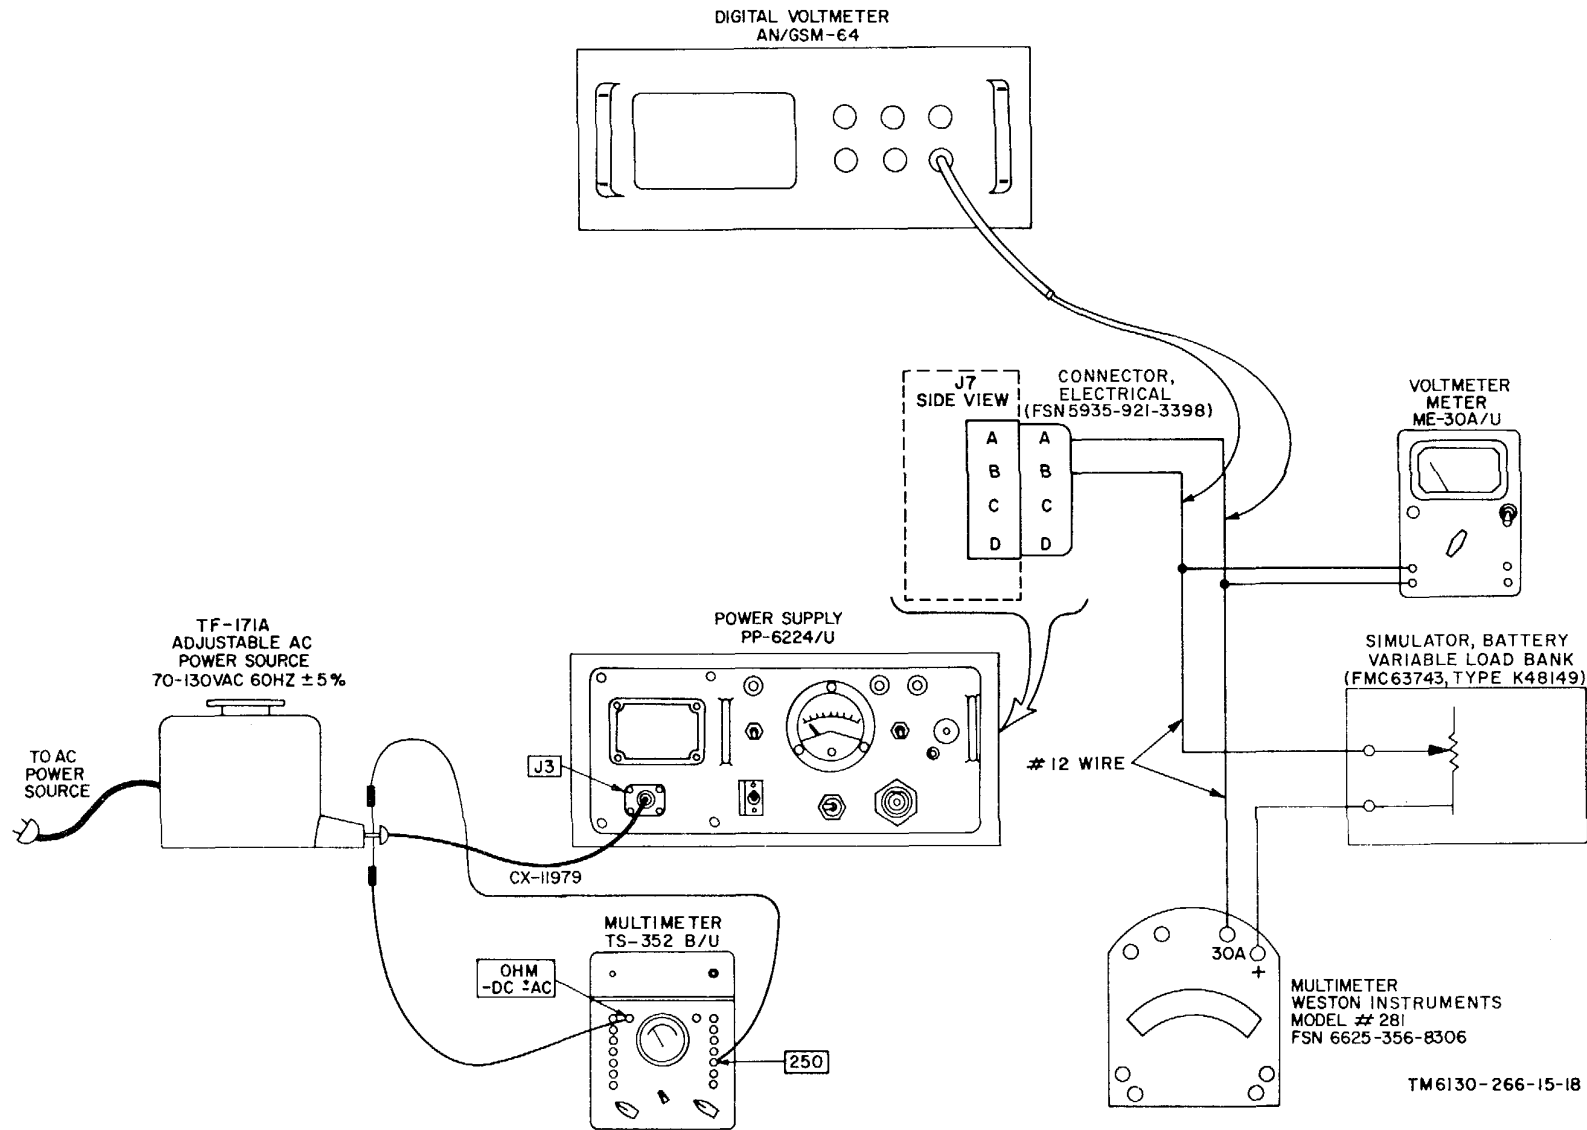 DIGITAL VOLTMETER
AN/GSM-64
J7
SIDE VIEW
CONNECTOR,
ELECTRICAL
(FSN5935-921-3398)
A
B
C
D
A
B
C
D
VOLTMETER
METER
ME-30A/U
TF-171A
ADJUSTABLE AC
POWER SOURCE
70-130VAC 60HZ ±5%
POWER SUPPLY
PP-6224/U
SIMULATOR, BATTERY
VARIABLE LOAD BANK
(FMC63743, TYPE K48149)
TO AC
POWER
SOURCE
J3
#12 WIRE
CX-11979
MULTIMETER
TS-352 B/U
OHM
-DC ±AC
250
30A
+
MULTIMETER
WESTON INSTRUMENTS
MODEL #281
FSN 6625-356-8306
TM6130-266-15-18